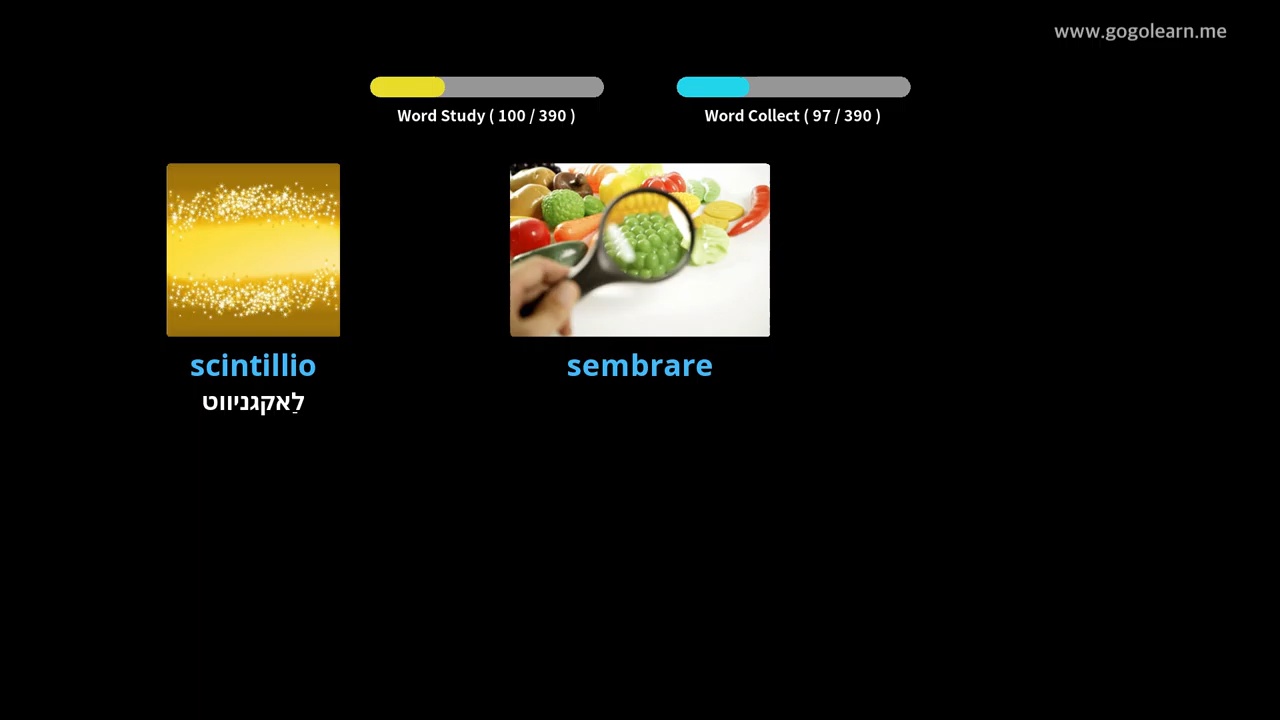 www.gogolearn.me
Word Study ( 100 / 390 )
Word Collect ( 97 / 390 )
scintillio
sembrare
לַאקגניווט